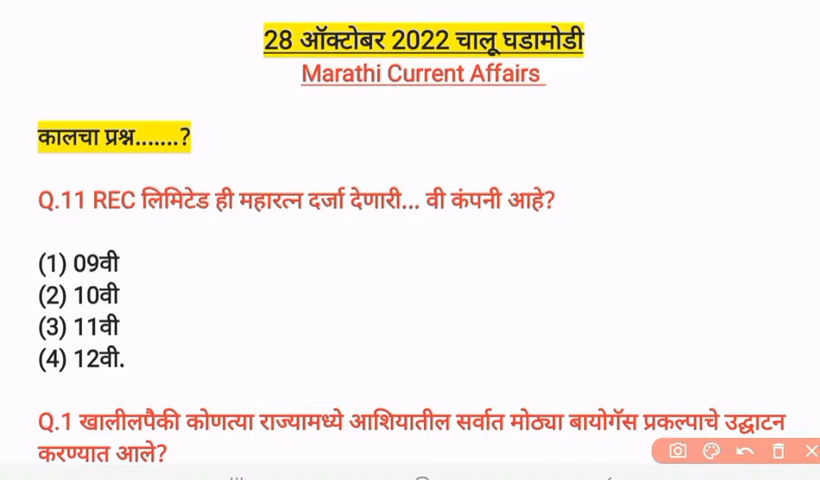 28 ऑक्टोबर 2022 चालू घडामोडी
Marathi Current Affairs
कालचा प्रश्न.......?
Q.11 REC लिमिटेड ही महारत्न दर्जा देणारी... वी कंपनी आहे?
(1) 09वी
(2) 10वी
(3) 11वी
(4) 12वी.
Q.1 खालीलपैकी कोणत्या राज्यामध्ये आशियातील सर्वात मोठ्या बायोगॅस प्रकल्पाचे उद्घाटन
करण्यात आले?